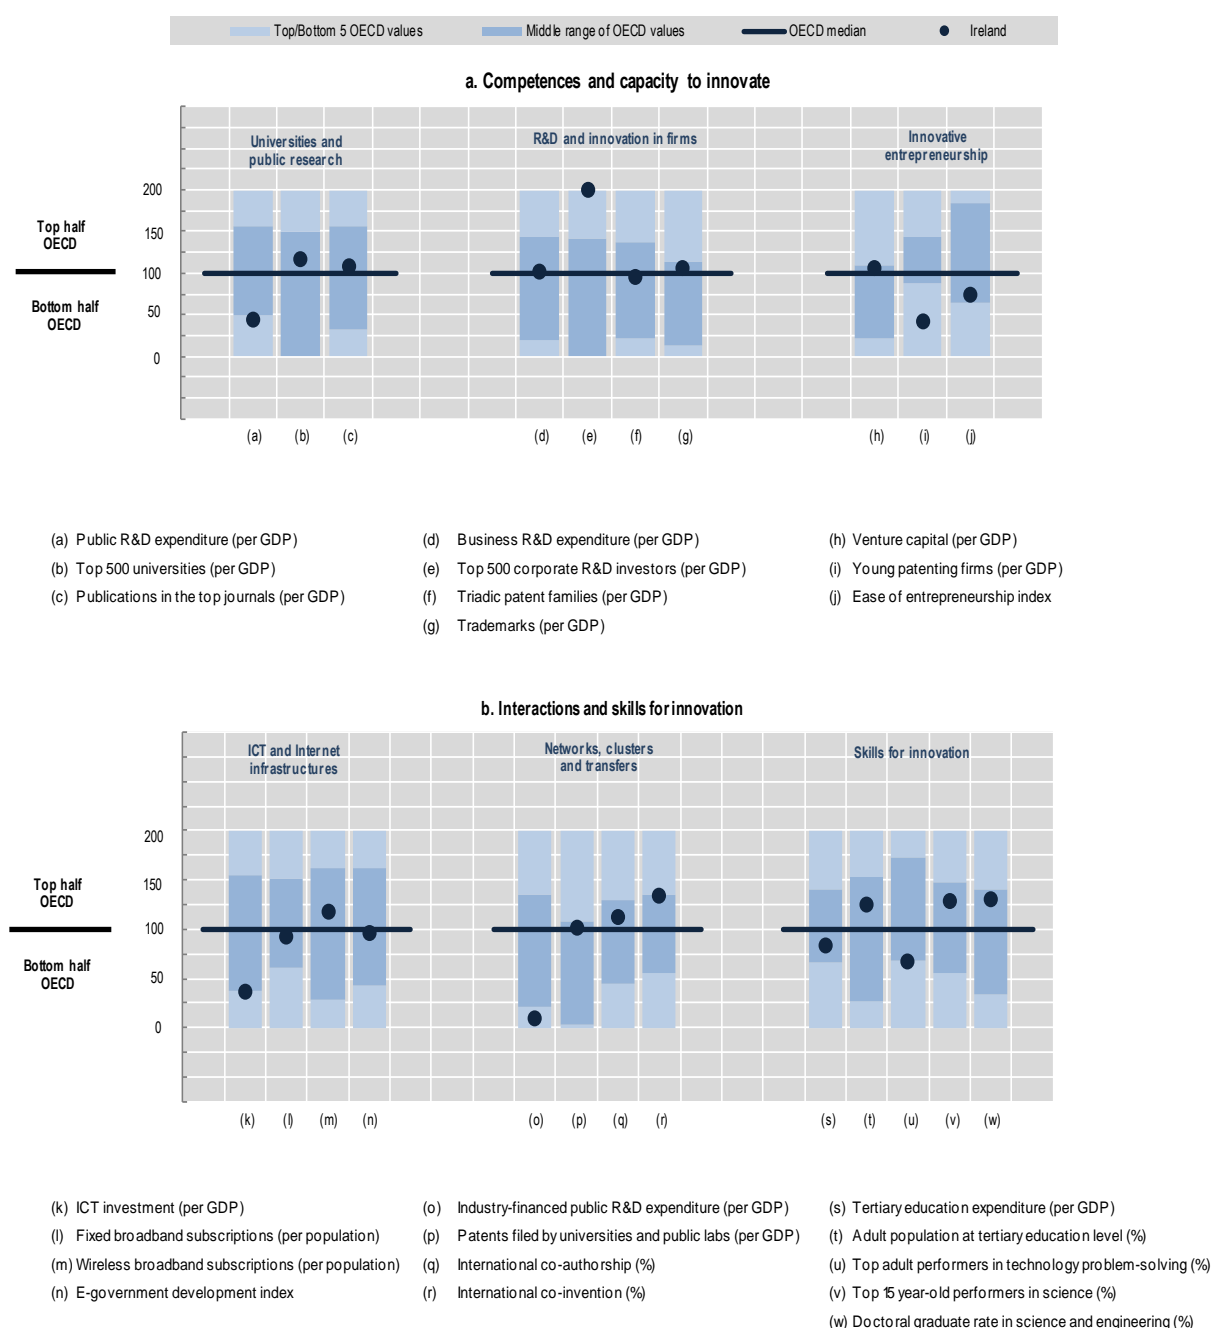 Top/Bottom 5 OECD values Middle range of OECD values OECD median Ireland
a. Competences and capacity to innovate
Universities and
public research
R&D and innovation in firms
Innovative
entrepreneurship
200
150
100
50
0
Top half
OECD
Bottom half
OECD
(a) (b) (c) (d) (e) (f) (g) (h) (i) (j)
(a) Public R&D expenditure (per GDP)
(b) Top 500 universities (per GDP)
(c) Publications in the top journals (per GDP)
(d) Business R&D expenditure (per GDP)
(e) Top 500 corporate R&D investors (per GDP)
(f) Triadic patent families (per GDP)
(g) Trademarks (per GDP)
(h) Venture capital (per GDP)
(i) Young patenting firms (per GDP)
(j) Ease of entrepreneurship index
b. Interactions and skills for innovation
ICT and Internet
infrastructures
Networks, clusters
and transfers
Skills for innovation
200
150
100
50
0
Top half
OECD
Bottom half
OECD
(k) (l) (m) (n) (o) (p) (q) (r) (s) (t) (u) (v) (w)
(k) ICT investment (per GDP)
(l) Fixed broadband subscriptions (per population)
(m) Wireless broadband subscriptions (per population)
(n) E-government development index
(o) Industry-financed public R&D expenditure (per GDP)
(p) Patents filed by universities and public labs (per GDP)
(q) International co-authorship (%)
(r) International co-invention (%)
(s) Tertiary education expenditure (per GDP)
(t) Adult population at tertiary education level (%)
(u) Top adult performers in technology problem-solving (%)
(v) Top 15 year-old performers in science (%)
(w) Doctoral graduate rate in science and engineering (%)